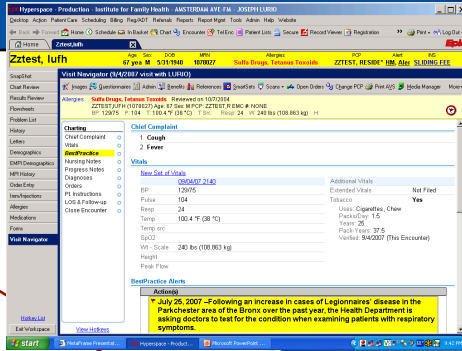 Hyperspace - Production - Institute for Family Health - AMSTERDAM AVE-FM - JOSEPH LURIO
Desktop Action Patient Care Scheduling Billing Reg/ADT Referrals Reports Report Mgmt Tools Admin Help Website
Back Forward Home Schedule In Basket Chart Encounter Tel Enc Patient Lists Secure Record Viewer Registration Print Log Out
Home Zztest,Iufh
Zztest, Iufh
Age Sex DOB MRN Allergies PCP Alert INS
67 yea M 5/31/1940 1078027 Sulfa Drugs, Tetanus Toxoids ZZTEST, RESIDE* HM, Alex SLIDING FEE
SnapShot
Chart Review
Results Review
Flowsheets
Problem List
History
Letters
Demographics
EMPI Demographics
MPI History
Order Entry
Imm/Injections
Allergies
Medications
Forms
Visit Navigator
Hotkey List
Exit Workspace
Visit Navigator (9/4/2007 visit with LURIO)
Images Questionnaires Admin Benefits References SmartSets Scans Open Orders Change PCP Print AVS Media Manager More
Allergies Sulfa Drugs, Tetanus Toxoids Reviewed on 10/7/2004
ZZTEST,IUFH (1078027) Age: 67 Sex: M PCP: ZZTEST,R EMC #: NONE
BP: 129/75 P: 104 T: 100.4 °F (38 °C) T Src: Resp: 24 W: 240 lbs (108.863 kg) H:
Charting
Chief Complaint
Vitals
BestPractice
Nursing Notes
Progress Notes
Diagnoses
Orders
Pt. Instructions
LOS & Follow-up
Close Encounter
View Hotkeys
Chief Complaint
1 Cough
2 Fever
Vitals
New Set of Vitals
09/04/07 2140
BP 129/75
Pulse 104
Resp 24
Temp 100.4 °F (38 °C)
Temp src
SpO2
Wt - Scale 240 lbs (108.863 kg)
Height
Peak Flow
Additional Vitals
Extended Vitals Not Filed
Tobacco Yes
Uses: Cigarettes, Chew
Packs/Day: 1.5
Years: 25
Pack-Years: 37.5
Verified: 9/4/2007 (This Encounter)
BestPractice Alerts
Action(s)
July 25, 2007 –Following an increase in cases of Legionnaires' disease in the
Parkchester area of the Bronx over the past year, the Health Department is
asking doctors to test for the condition when examining patients with respiratory
symptoms.
start MetaFrame Presentat... Hyperspace - Product... Microsoft PowerPoint ... 9:42 PM